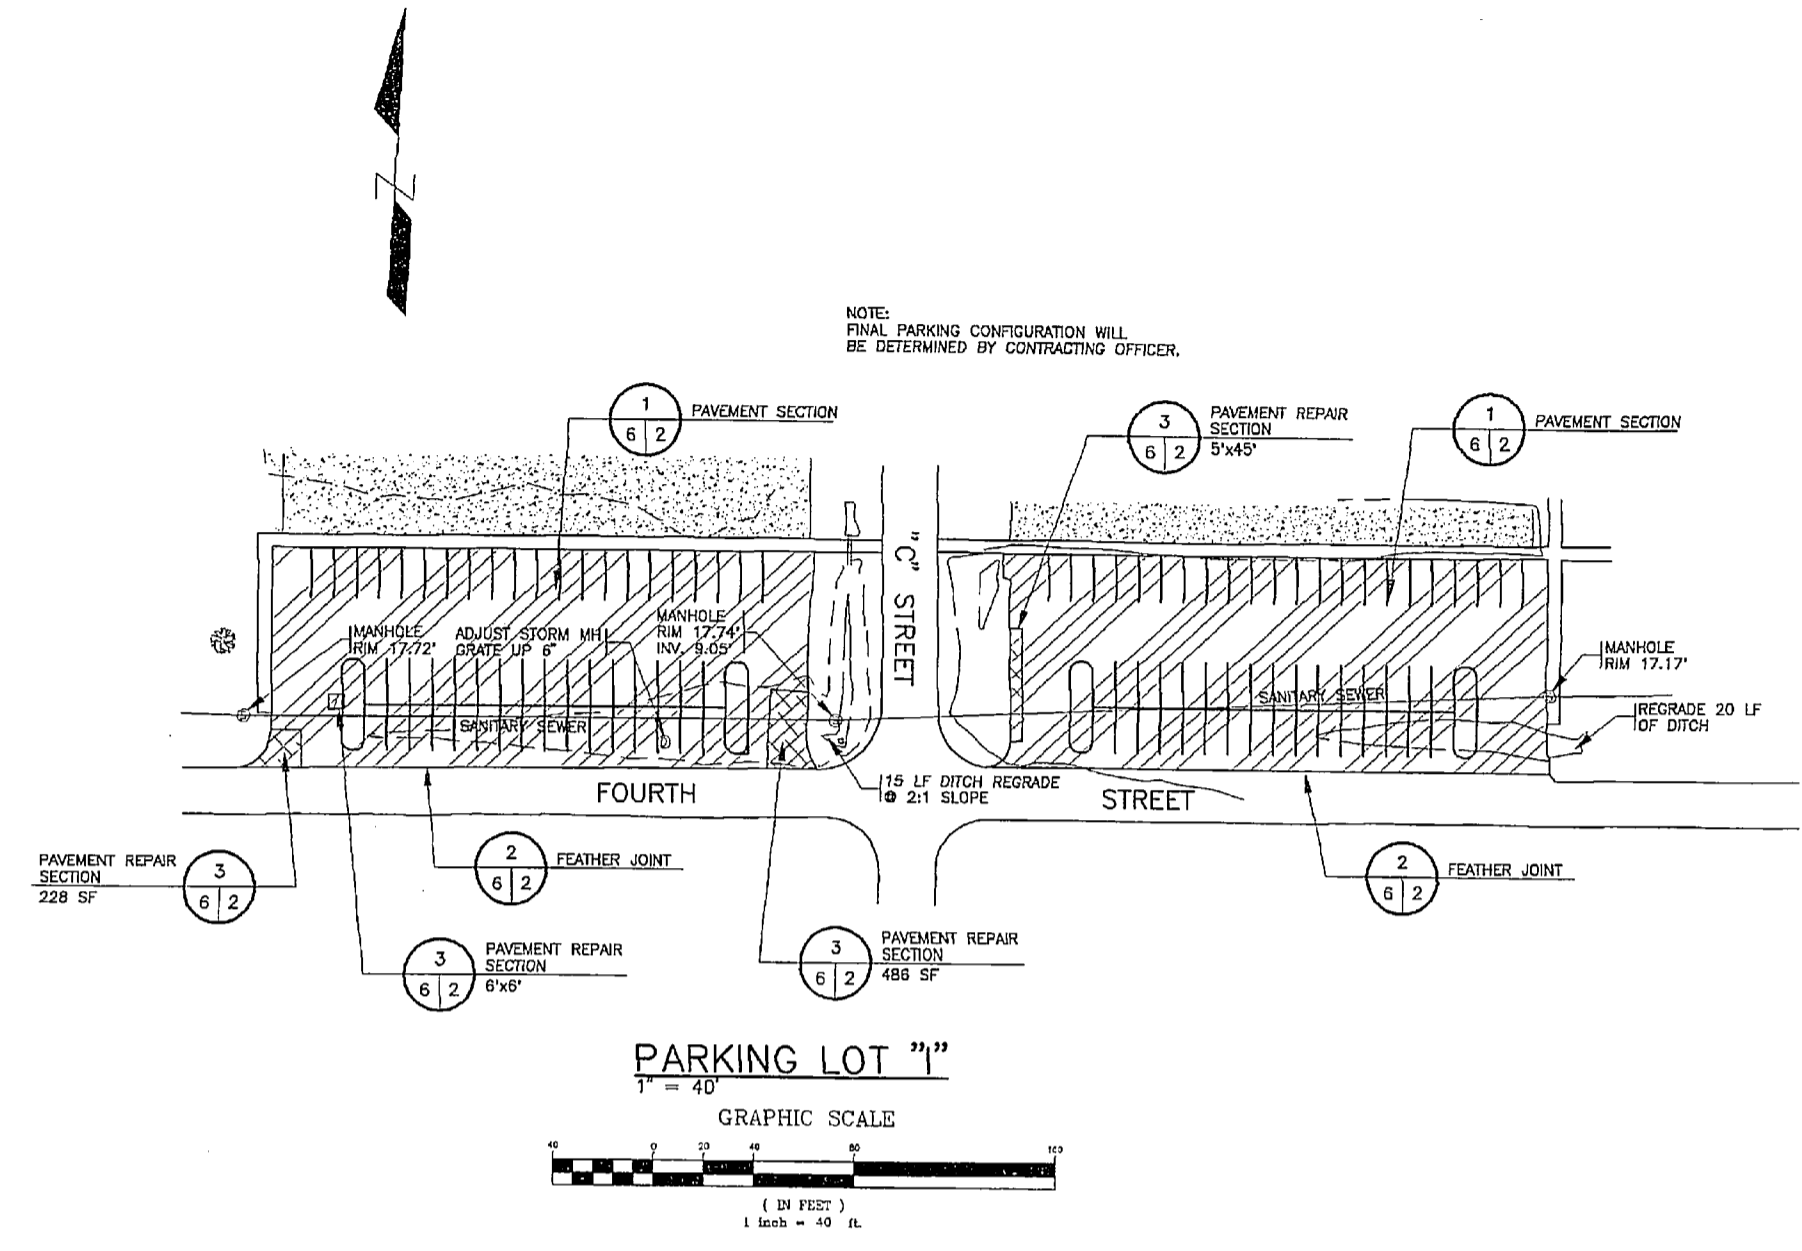 NOTE:
FINAL PARKING CONFIGURATION WILL
BE DETERMINED BY CONTRACTING OFFICER.
1
6 2
PAVEMENT SECTION
3
6 2
PAVEMENT REPAIR
SECTION
5'x45'
1
6 2
PAVEMENT SECTION
"C" STREET
MANHOLE
RIM 17.72'
ADJUST STORM MH
GRATE UP 6"
MANHOLE
RIM 17.74'
INV. 9.05'
MANHOLE
RIM 17.17'
SANITARY SEWER
SANITARY SEWER
REGRADE 20 LF
OF DITCH
15 LF DITCH REGRADE
@ 2:1 SLOPE
FOURTH STREET
PAVEMENT REPAIR
SECTION
228 SF
3
6 2
2
6 2
FEATHER JOINT
2
6 2
FEATHER JOINT
3
6 2
PAVEMENT REPAIR
SECTION
6'x6'
3
6 2
PAVEMENT REPAIR
SECTION
486 SF
PARKING LOT "I"
1" = 40'
GRAPHIC SCALE
40 0 20 40 80 160
( IN FEET )
1 inch = 40 ft.
Z